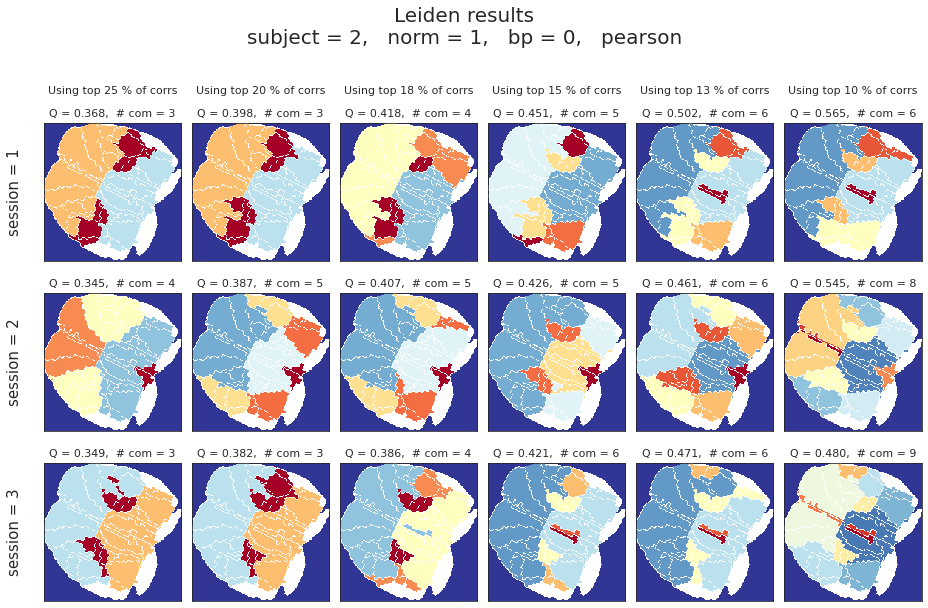 Leiden results
subject = 2,   norm = 1,   bp = 0,   pearson
Using top 25 % of corrs
Using top 20 % of corrs
Using top 18 % of corrs
Using top 15 % of corrs
Using top 13 % of corrs
Using top 10 % of corrs
Q = 0.368,  # com = 3
Q = 0.398,  # com = 3
Q = 0.418,  # com = 4
Q = 0.451,  # com = 5
Q = 0.502,  # com = 6
Q = 0.565,  # com = 6
session = 1
Q = 0.345,  # com = 4
Q = 0.387,  # com = 5
Q = 0.407,  # com = 5
Q = 0.426,  # com = 5
Q = 0.461,  # com = 6
Q = 0.545,  # com = 8
session = 2
Q = 0.349,  # com = 3
Q = 0.382,  # com = 3
Q = 0.386,  # com = 4
Q = 0.421,  # com = 6
Q = 0.471,  # com = 6
Q = 0.480,  # com = 9
session = 3